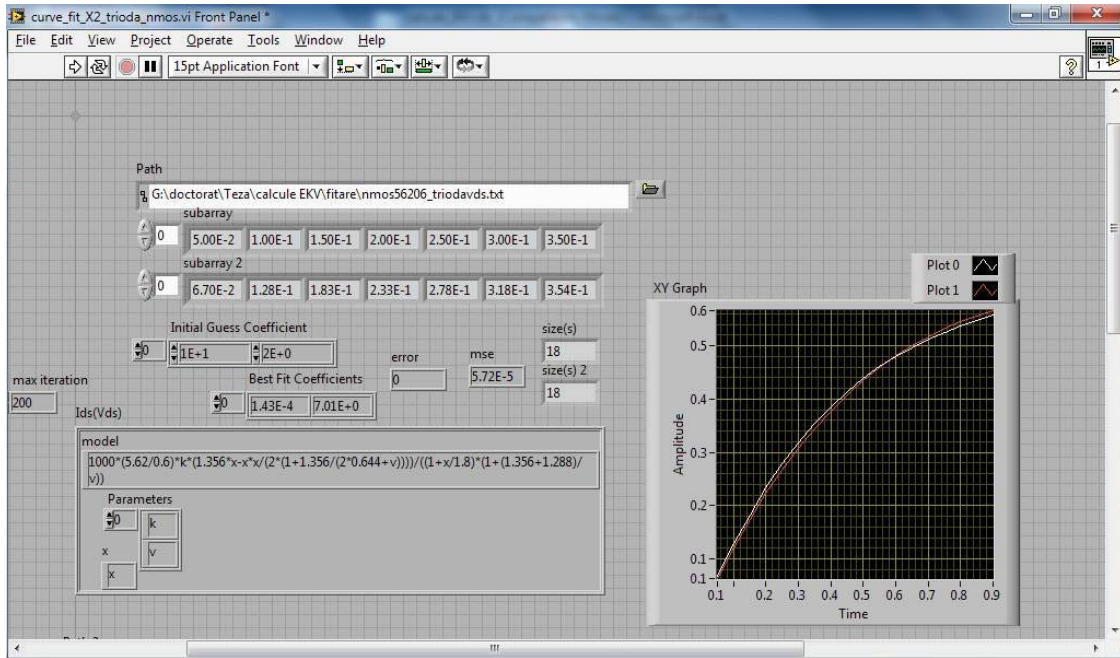 curve_fit_X2_trioda_nmos.vi Front Panel *
File Edit View Project Operate Tools Window Help
15pt Application Font
1
Path
G:\doctorat\Teza\calcule EKV\fitare\nmos56206_triodavds.txt
subarray
0 5.00E-2 1.00E-1 1.50E-1 2.00E-1 2.50E-1 3.00E-1 3.50E-1
subarray 2
0 6.70E-2 1.28E-1 1.83E-1 2.33E-1 2.78E-1 3.18E-1 3.54E-1
Initial Guess Coefficient
0 1E+1 2E+0
error
0
mse
5.72E-5
size(s)
18
size(s) 2
18
max iteration
200
Best Fit Coefficients
0 1.43E-4 7.01E+0
Ids(Vds)
model
1000*(5.62/0.6)*k*(1.356*x-x*x/(2*(1+1.356/(2*0.644+v))))/((1+x/1.8)*(1+(1.356+1.288)/
v))
Parameters
0 k
v
x
x
Plot 0
Plot 1
XY Graph
0.6
0.5
0.4
0.3
0.2
0.1
0.1
Amplitude
0.1 0.2 0.3 0.4 0.5 0.6 0.7 0.8 0.9
Time